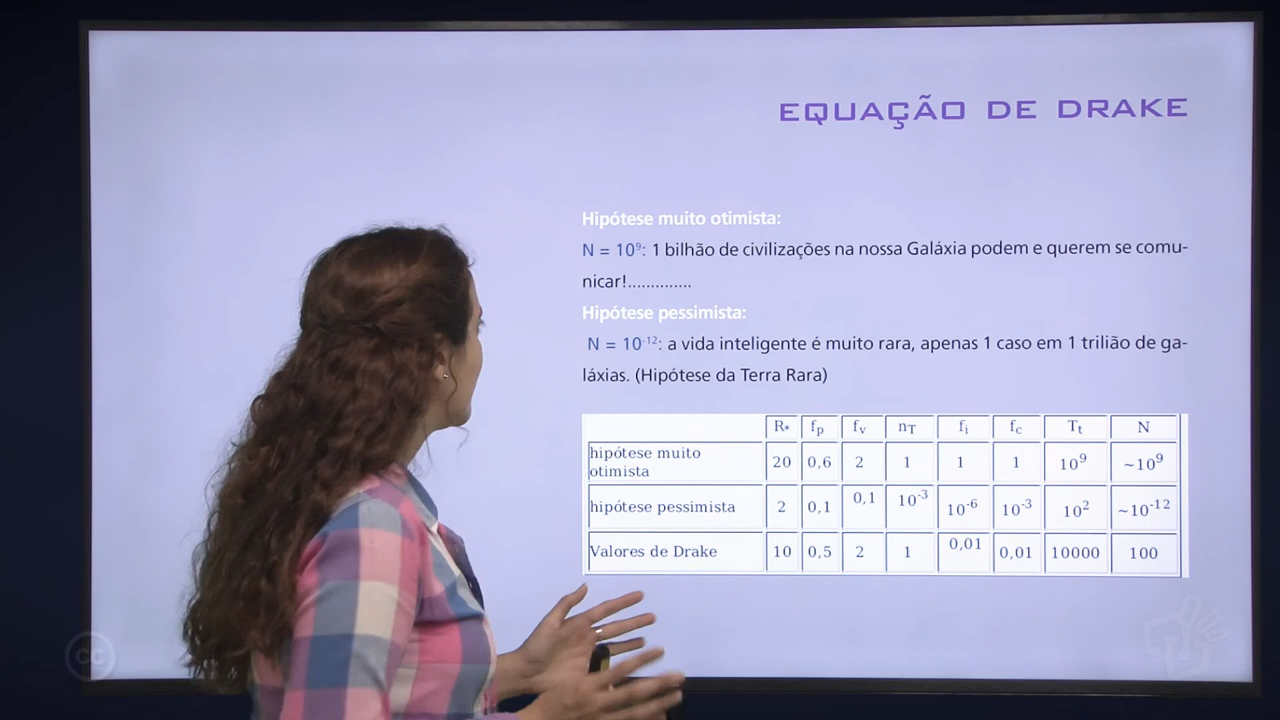 EQUAÇÃO DE DRAKE
Hipótese muito otimista:
N = 10⁹: 1 bilhão de civilizações na nossa Galáxia podem e querem se comu-
nicar!..............
Hipótese pessimista:
N = 10⁻¹²: a vida inteligente é muito rara, apenas 1 caso em 1 trilião de ga-
láxias. (Hipótese da Terra Rara)
R* fp fv nT fi fc Tt N
hipótese muito
otimista 20 0,6 2 1 1 1 10⁹ ~10⁹
hipótese pessimista 2 0,1 0,1 10⁻³ 10⁻⁶ 10⁻³ 10² ~10⁻¹²
Valores de Drake 10 0,5 2 1 0,01 0,01 10000 100
cc